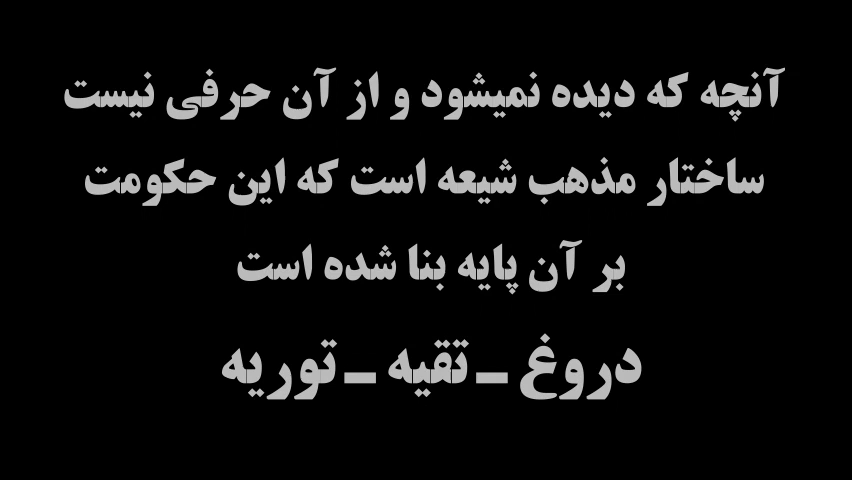 آنچه که دیده نمیشود و از آن حرفی نیست
ساختار مذهب شیعه است که این حکومت
بر آن پایه بنا شده است
دروغ ـ تقیه ـ توریه